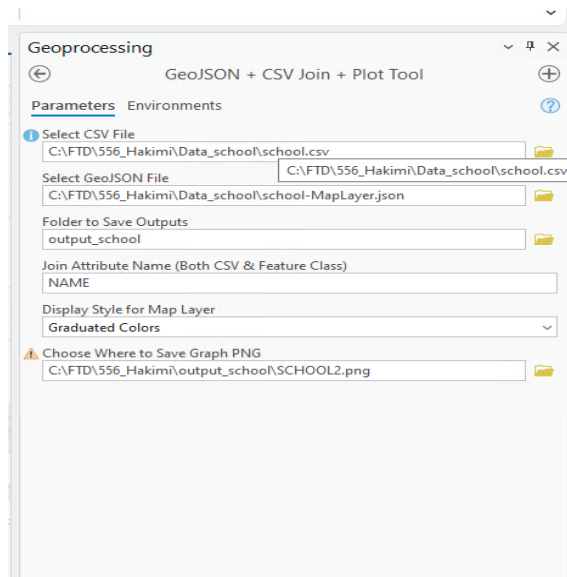 Geoprocessing
GeoJSON + CSV Join + Plot Tool
Parameters Environments
Select CSV File
C:\FTD\556_Hakimi\Data_school\school.csv
C:\FTD\556_Hakimi\Data_school\school.csv
Select GeoJSON File
C:\FTD\556_Hakimi\Data_school\school-MapLayer.json
Folder to Save Outputs
output_school
Join Attribute Name (Both CSV & Feature Class)
NAME
Display Style for Map Layer
Graduated Colors
Choose Where to Save Graph PNG
C:\FTD\556_Hakimi\output_school\SCHOOL2.png